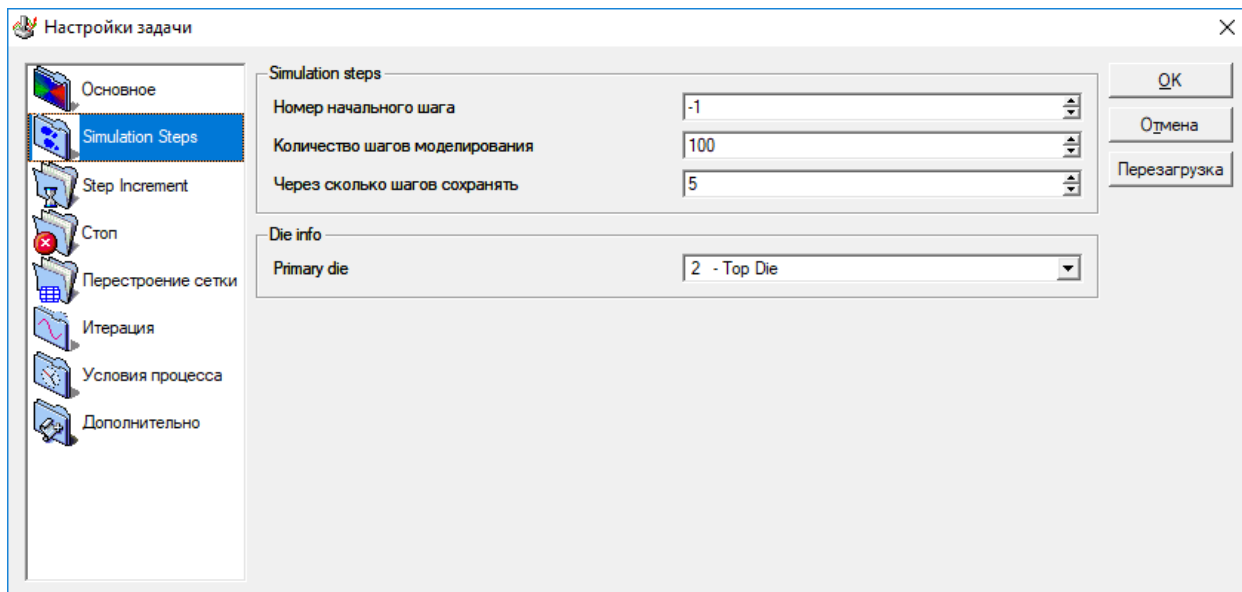 Настройки задачи
Основное
Simulation Steps
Step Increment
Стоп
Перестроение сетки
Итерация
Условия процесса
Дополнительно
Simulation steps
Номер начального шага -1
Количество шагов моделирования 100
Через сколько шагов сохранять 5
Die info
Primary die 2 - Top Die
OK
Отмена
Перезагрузка